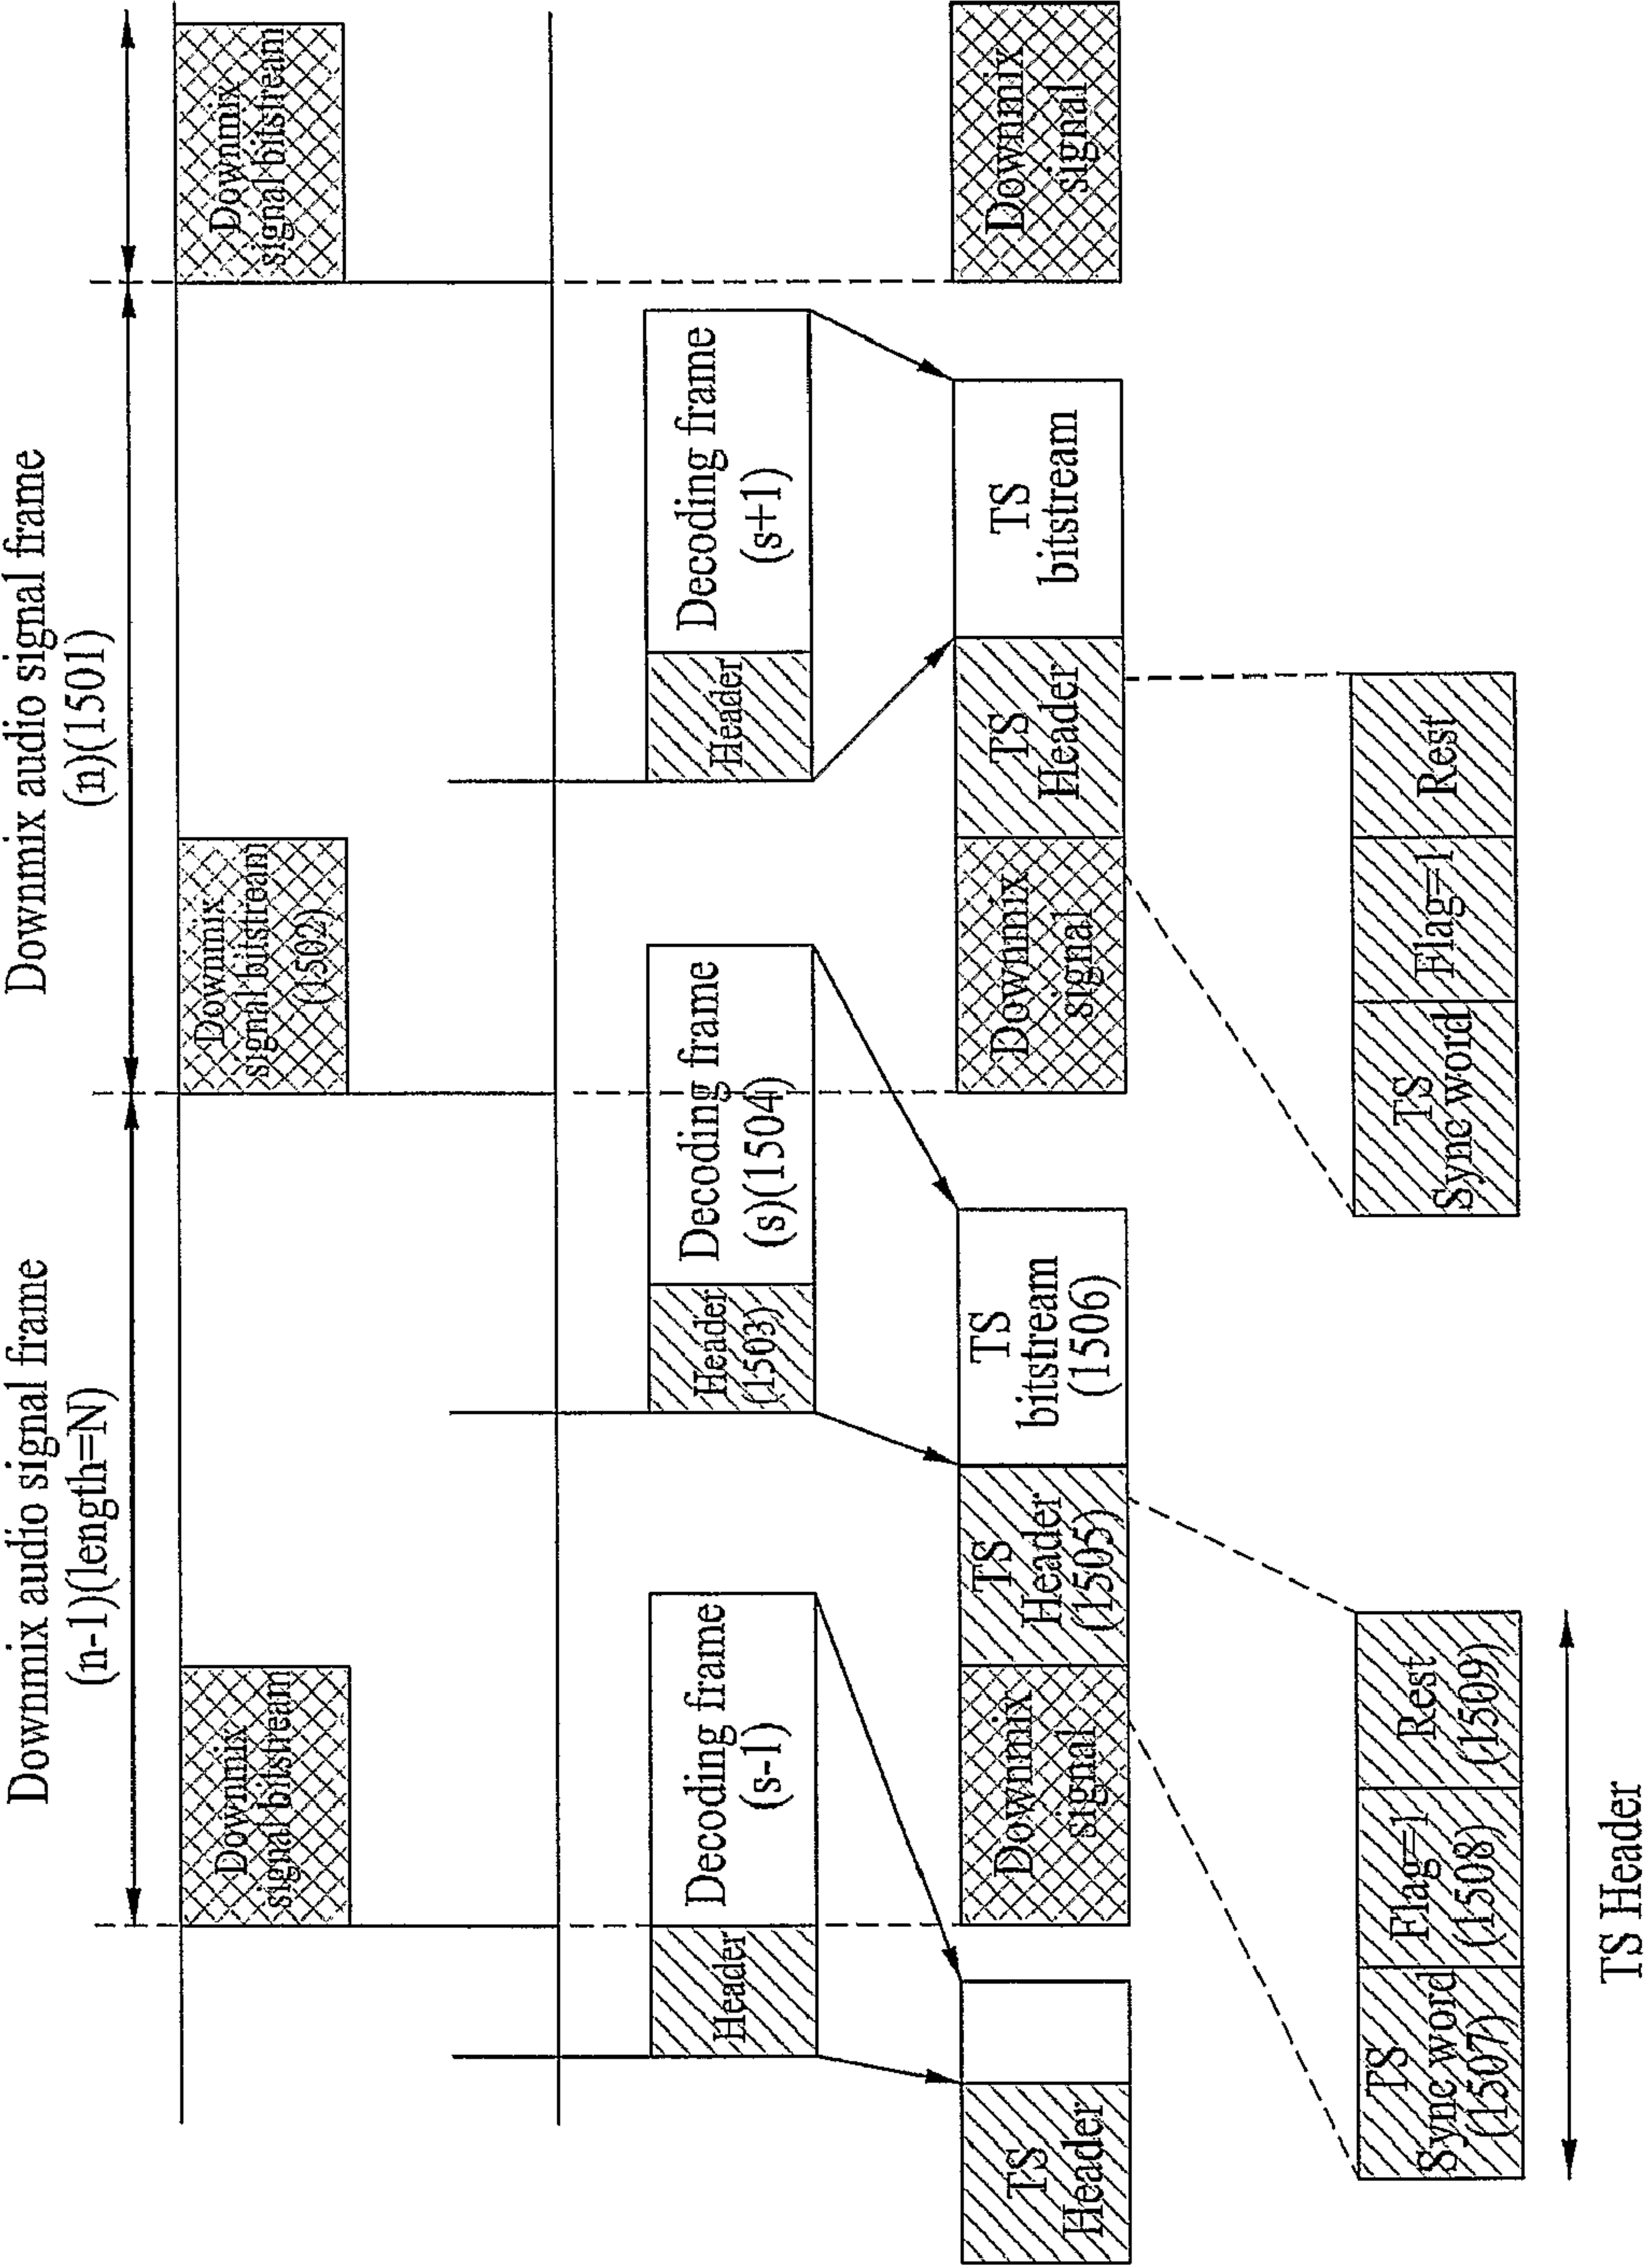 Downmix audio signal frame
(n-1)(length=N)
Downmix audio signal frame
(n)(1501)
Downmix
signal bitstream
Downmix
signal bitstream
(1502)
Downmix
signal bitstream
Header
Decoding frame
(s-1)
Header
(1503)
Decoding frame
(s)(1504)
Header
Decoding frame
(s+1)
TS
Header
Downmix
signal
TS
Header
(1505)
TS
bitstream
(1506)
Downmix
signal
TS
Header
TS
bitstream
Downmix
signal
TS
Sync word
(1507)
Flag=1
(1508)
Rest
(1509)
TS
Sync word
Flag=1
Rest
TS Header